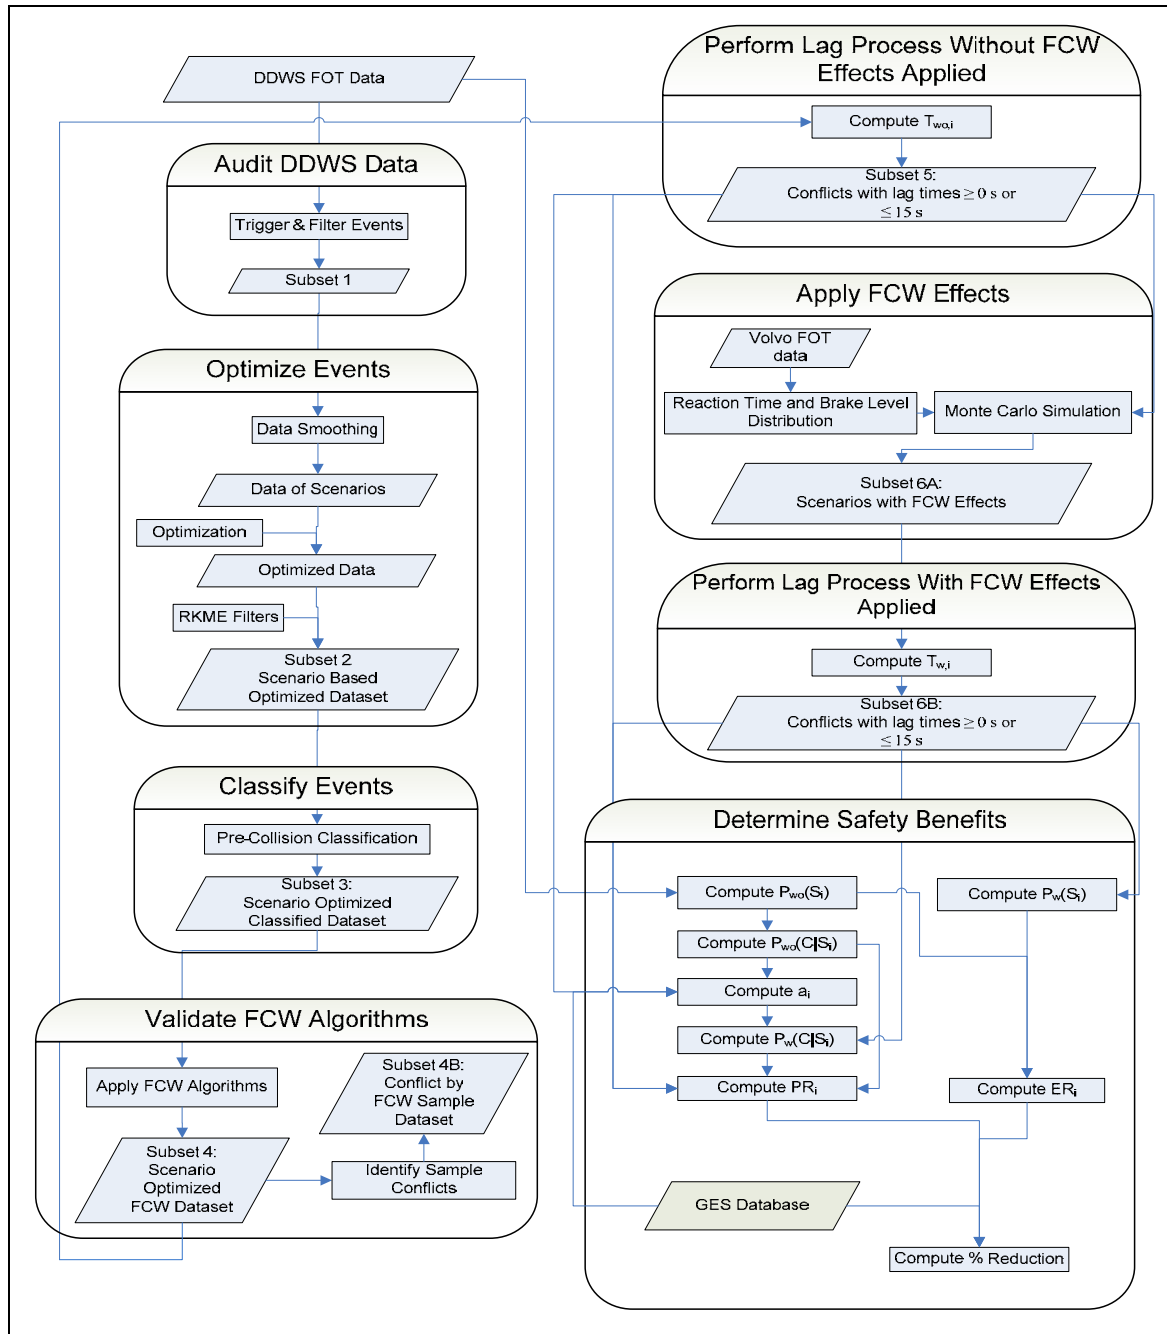 DDWS FOT Data
Audit DDWS Data
Trigger & Filter Events
Subset 1
Optimize Events
Data Smoothing
Data of Scenarios
Optimization
Optimized Data
RKME Filters
Subset 2
Scenario Based
Optimized Dataset
Classify Events
Pre-Collision Classification
Subset 3:
Scenario Optimized
Classified Dataset
Validate FCW Algorithms
Apply FCW Algorithms
Subset 4:
Scenario
Optimized
FCW Dataset
Subset 4B:
Conflict by
FCW Sample
Dataset
Identify Sample
Conflicts
Perform Lag Process Without FCW
Effects Applied
Compute Twо,i
Subset 5:
Conflicts with lag times ≥ 0 s or
≤ 15 s
Apply FCW Effects
Volvo FOT
data
Reaction Time and Brake Level
Distribution
Monte Carlo Simulation
Subset 6A:
Scenarios with FCW Effects
Perform Lag Process With FCW Effects
Applied
Compute Tw,i
Subset 6B:
Conflicts with lag times ≥ 0 s or
≤ 15 s
Determine Safety Benefits
Compute Pwo(Si)
Compute Pw(Si)
Compute Pwo(C|Si)
Compute ai
Compute Pw(C|Si)
Compute PRi
Compute ERi
GES Database
Compute % Reduction